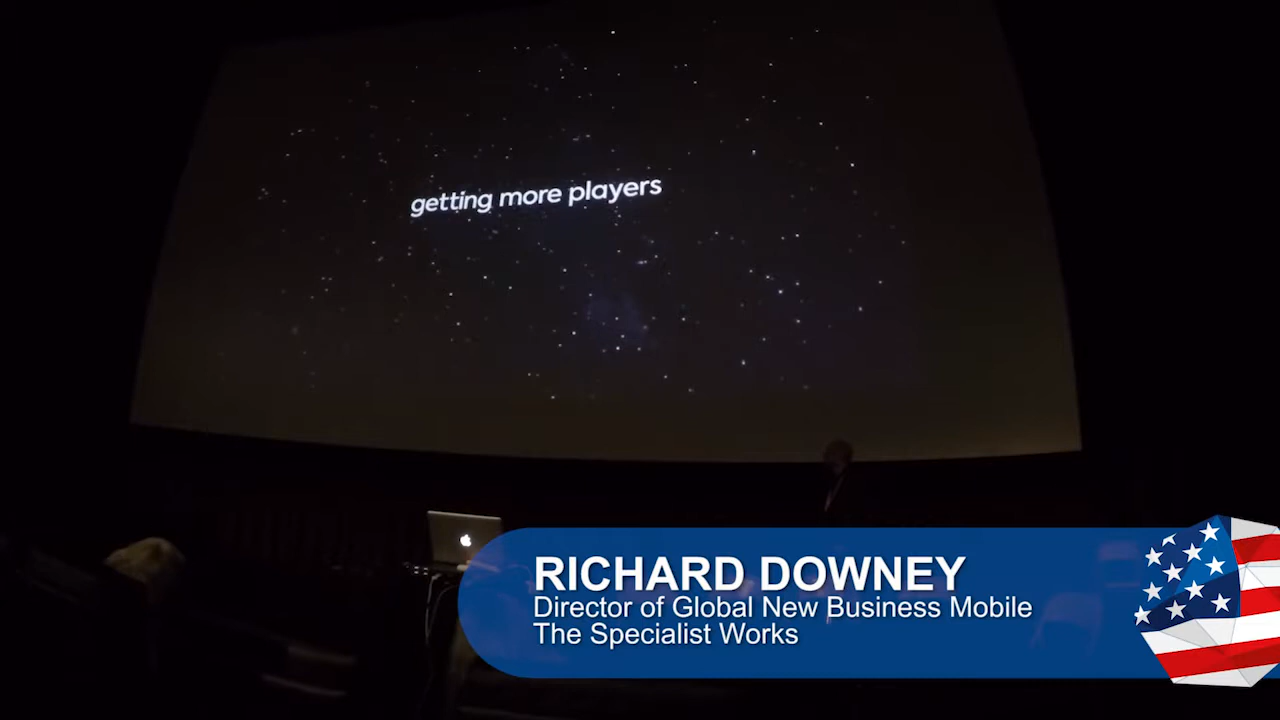 getting more players
RICHARD DOWNEY
Director of Global New Business Mobile
The Specialist Works